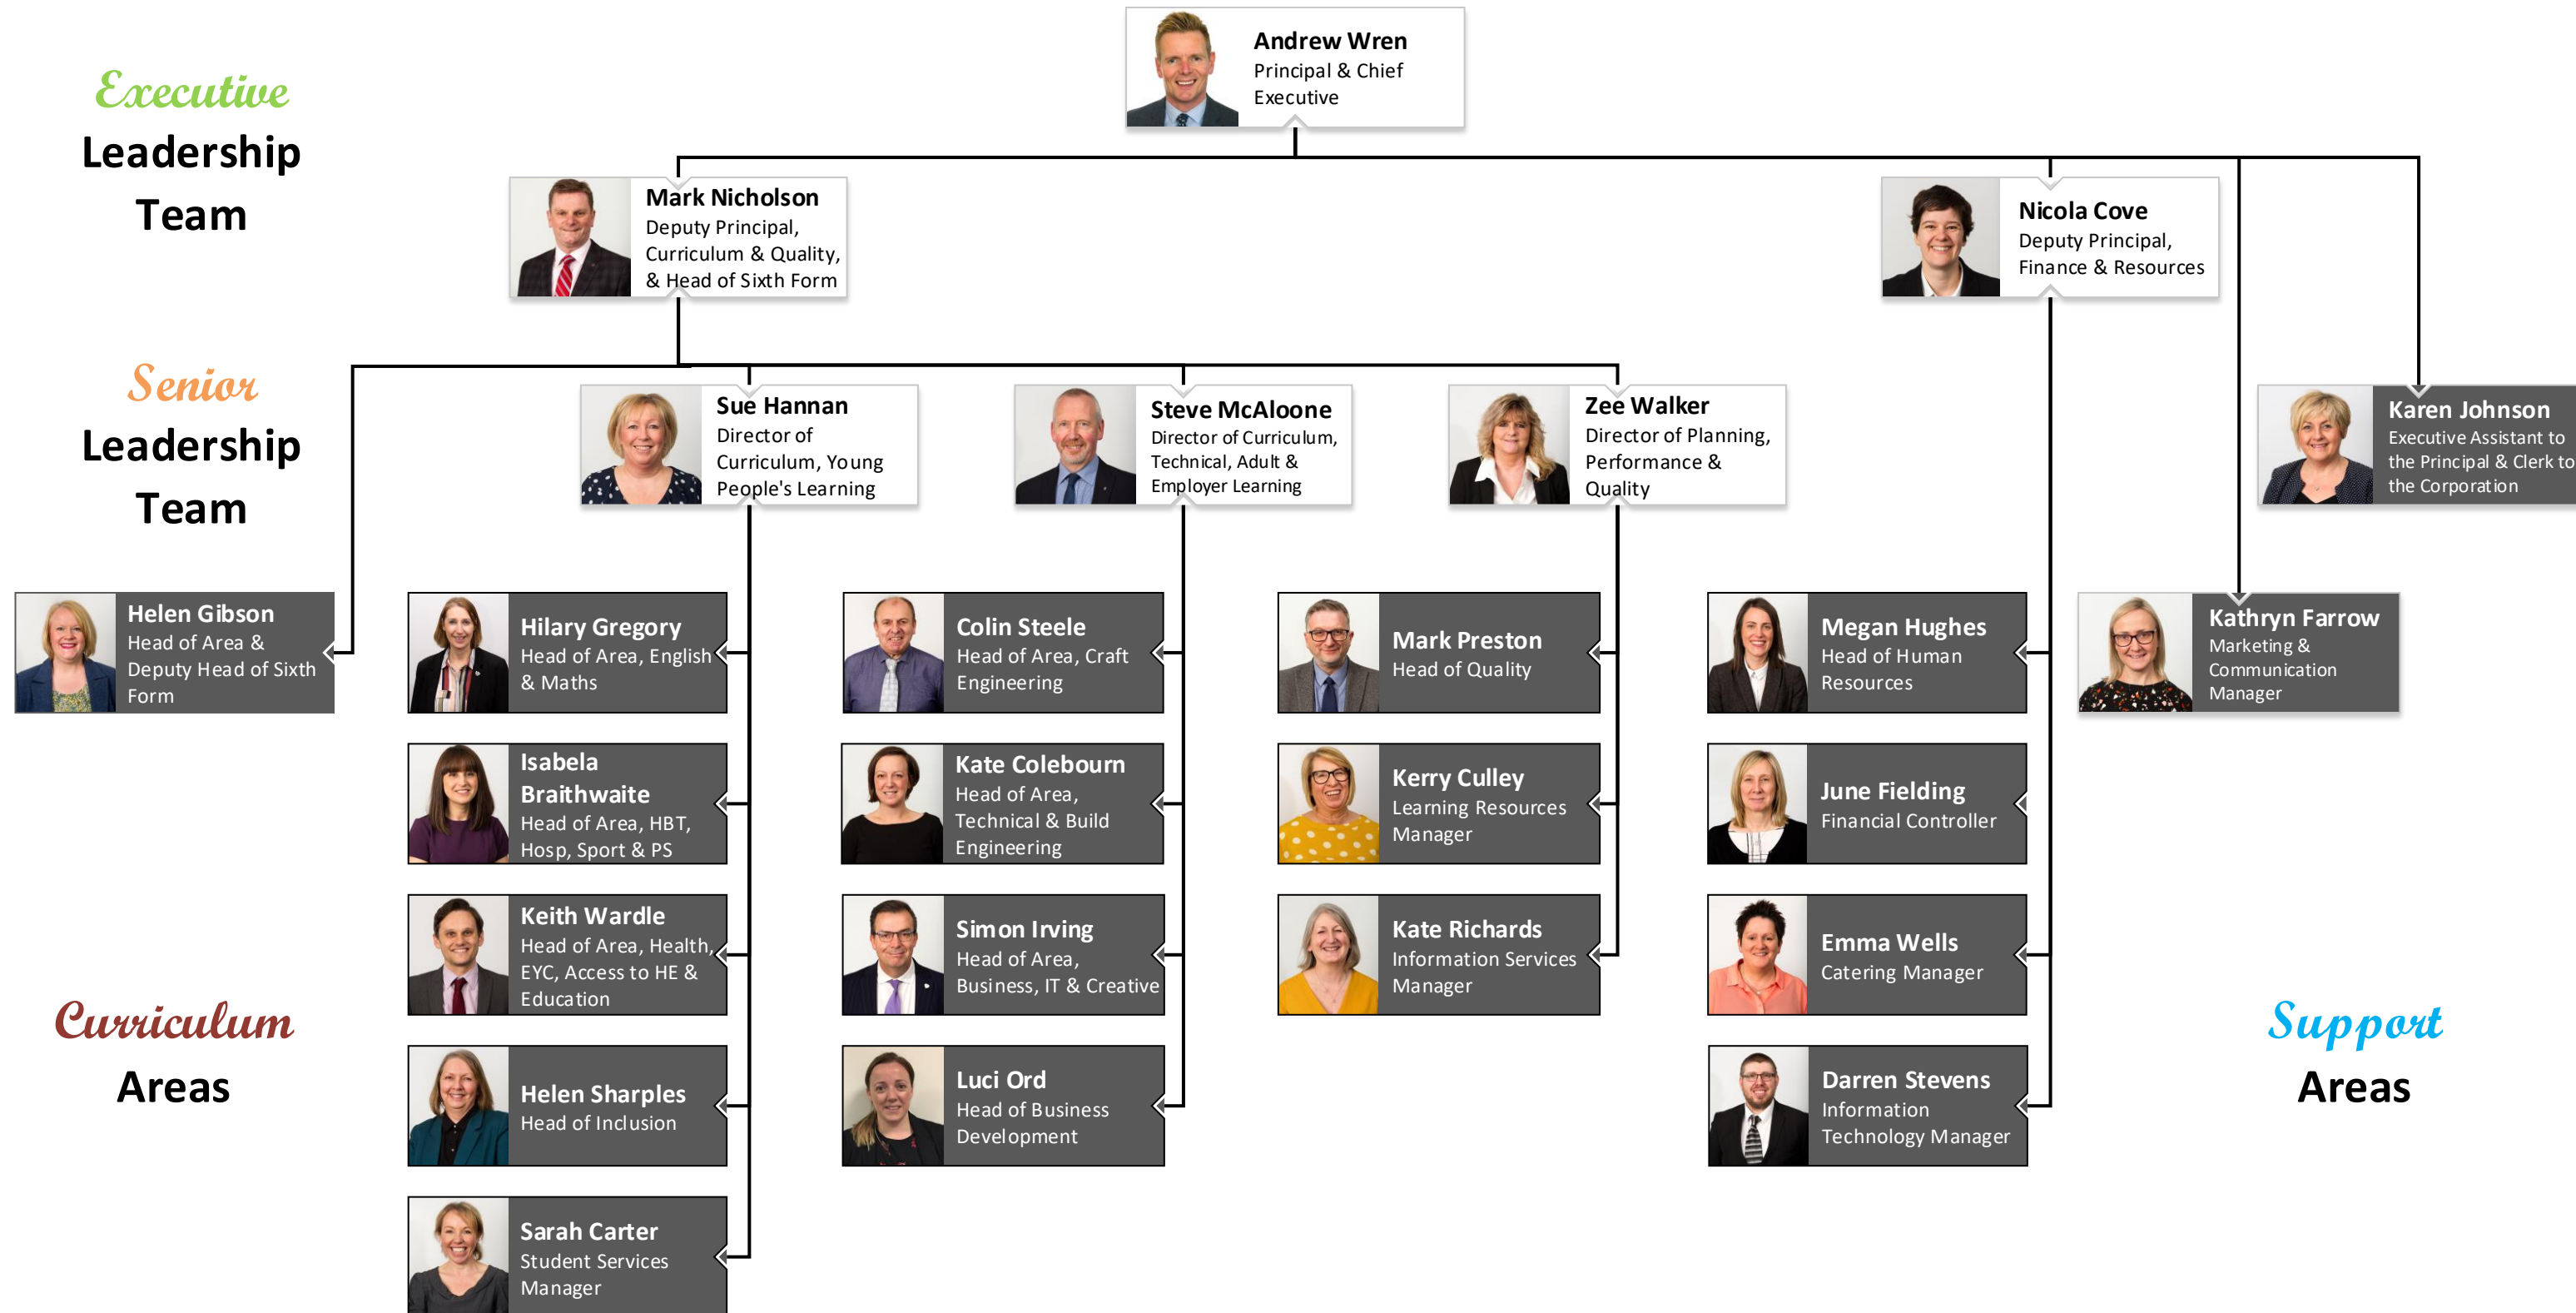 Andrew Wren
Principal & Chief
Executive
Executive
Leadership
Team
Mark Nicholson
Deputy Principal,
Curriculum & Quality,
& Head of Sixth Form
Nicola Cove
Deputy Principal,
Finance & Resources
Senior
Leadership
Team
Sue Hannan
Director of
Curriculum, Young
People's Learning
Steve McAloone
Director of Curriculum,
Technical, Adult &
Employer Learning
Zee Walker
Director of Planning,
Performance &
Quality
Karen Johnson
Executive Assistant to
the Principal & Clerk to
the Corporation
Helen Gibson
Head of Area &
Deputy Head of Sixth
Form
Hilary Gregory
Head of Area, English
& Maths
Colin Steele
Head of Area, Craft
Engineering
Mark Preston
Head of Quality
Megan Hughes
Head of Human
Resources
Kathryn Farrow
Marketing &
Communication
Manager
Isabela
Braithwaite
Head of Area, HBT,
Hosp, Sport & PS
Kate Colebourn
Head of Area,
Technical & Build
Engineering
Kerry Culley
Learning Resources
Manager
June Fielding
Financial Controller
Keith Wardle
Head of Area, Health,
EYC, Access to HE &
Education
Simon Irving
Head of Area,
Business, IT & Creative
Kate Richards
Information Services
Manager
Emma Wells
Catering Manager
Curriculum
Areas
Support
Areas
Helen Sharples
Head of Inclusion
Luci Ord
Head of Business
Development
Darren Stevens
Information
Technology Manager
Sarah Carter
Student Services
Manager